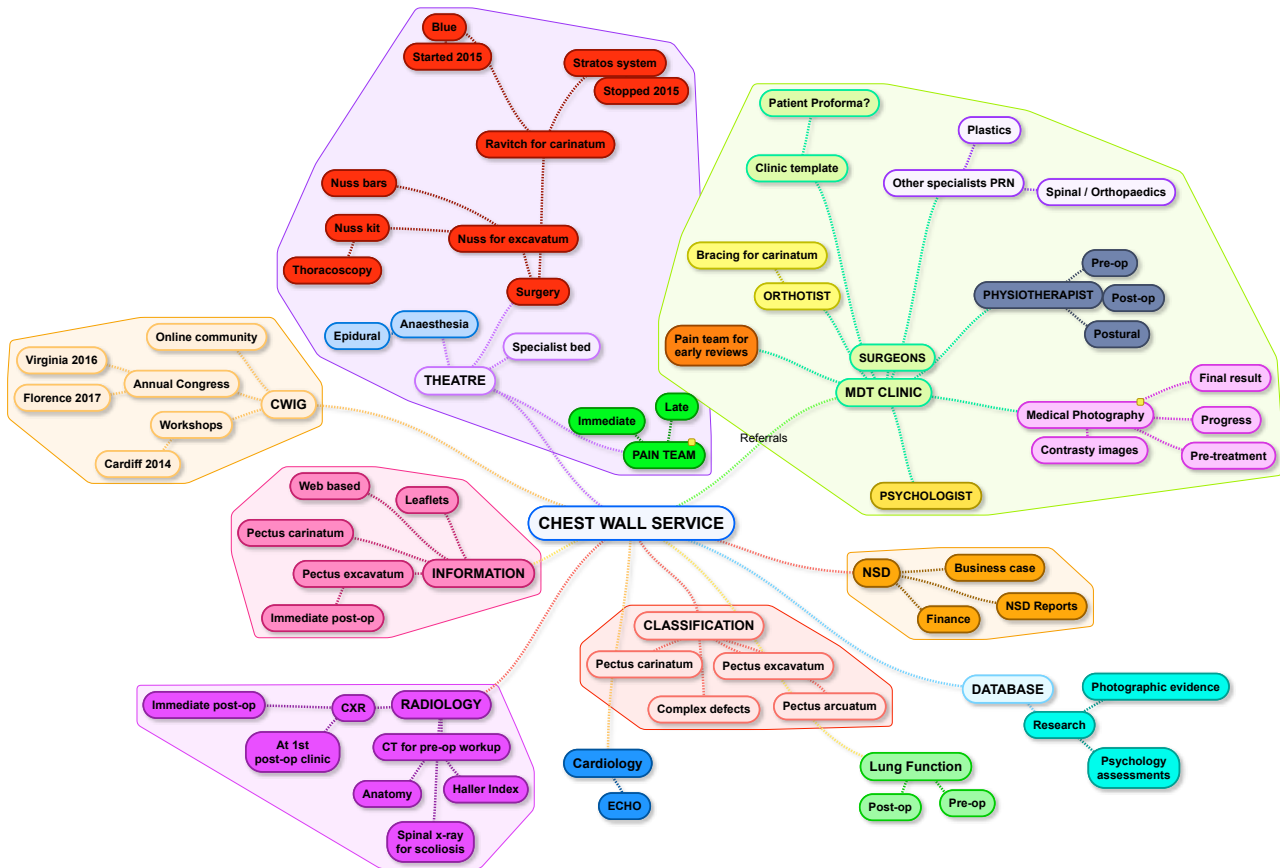 Blue
Started 2015
Stratos system
Stopped 2015
Ravitch for carinatum
Nuss bars
Nuss kit
Nuss for excavatum
Thoracoscopy
Surgery
Anaesthesia
Epidural
Specialist bed
THEATRE
Late
Immediate
PAIN TEAM
Patient Proforma?
Clinic template
Plastics
Other specialists PRN
Spinal / Orthopaedics
Bracing for carinatum
ORTHOTIST
Pre-op
PHYSIOTHERAPIST
Post-op
Postural
Pain team for
early reviews
SURGEONS
MDT CLINIC
Final result
Medical Photography
Progress
Contrasty images
Pre-treatment
PSYCHOLOGIST
Referrals
Online community
Virginia 2016
Annual Congress
Florence 2017
CWIG
Workshops
Cardiff 2014
Web based
Leaflets
Pectus carinatum
INFORMATION
Pectus excavatum
Immediate post-op
CHEST WALL SERVICE
NSD
Business case
NSD Reports
Finance
CLASSIFICATION
Pectus carinatum
Pectus excavatum
Complex defects
Pectus arcuatum
DATABASE
Photographic evidence
Research
Psychology
assessments
Immediate post-op
CXR
RADIOLOGY
At 1st
post-op clinic
CT for pre-op workup
Anatomy
Haller Index
Spinal x-ray
for scoliosis
Cardiology
ECHO
Lung Function
Post-op
Pre-op